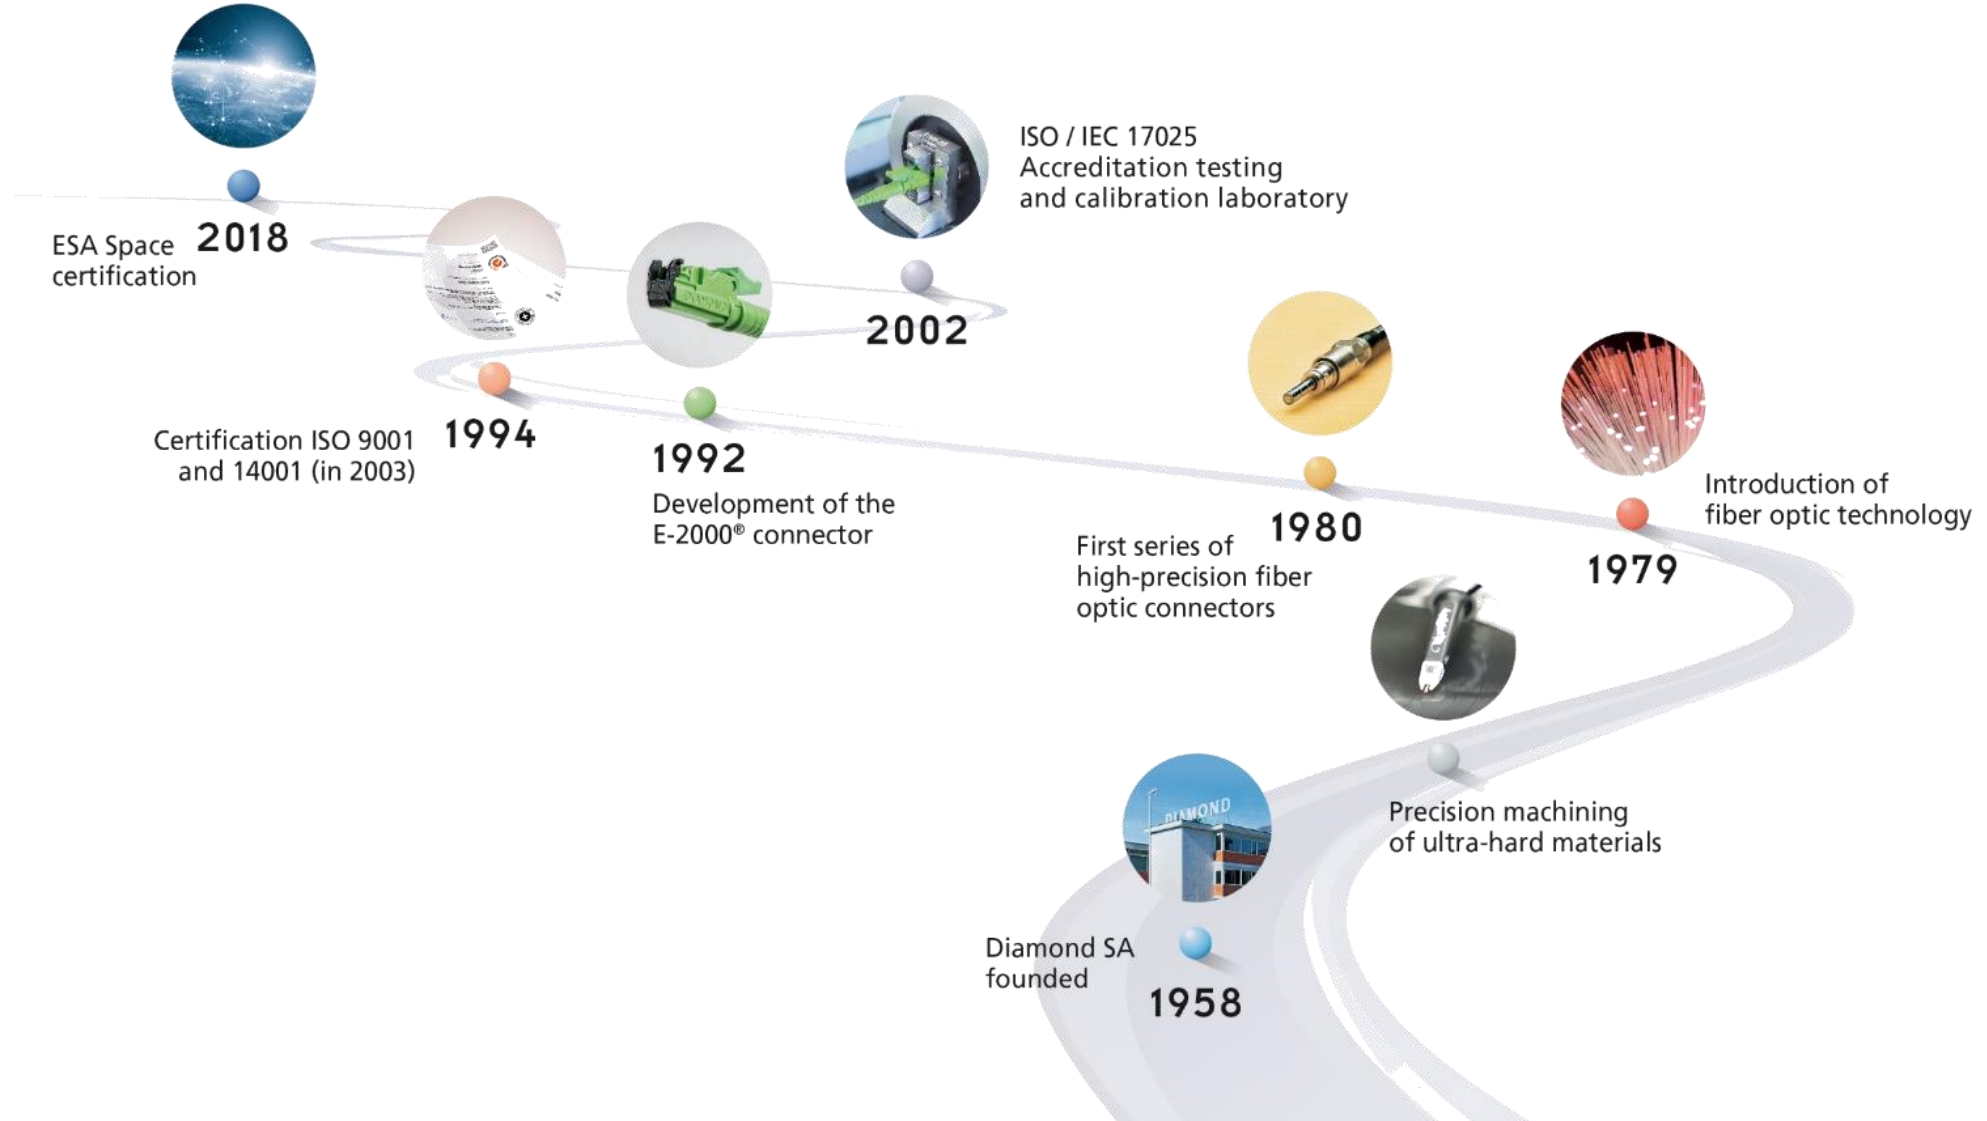 ISO / IEC 17025
Accreditation testing
and calibration laboratory
2018
ESA Space
certification
SGS
2002
DIAMOND
1994
Certification ISO 9001
and 14001 (in 2003)
1992
Development of the
E-2000® connector
1980
First series of
high-precision fiber
optic connectors
Introduction of
fiber optic technology
1979
Precision machining
of ultra-hard materials
DIAMOND
Diamond SA
founded
1958